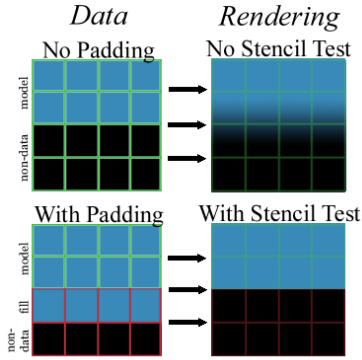 Data
Rendering
No Padding
No Stencil Test
model
non-data
With Padding
With Stencil Test
model
fill
non-
data